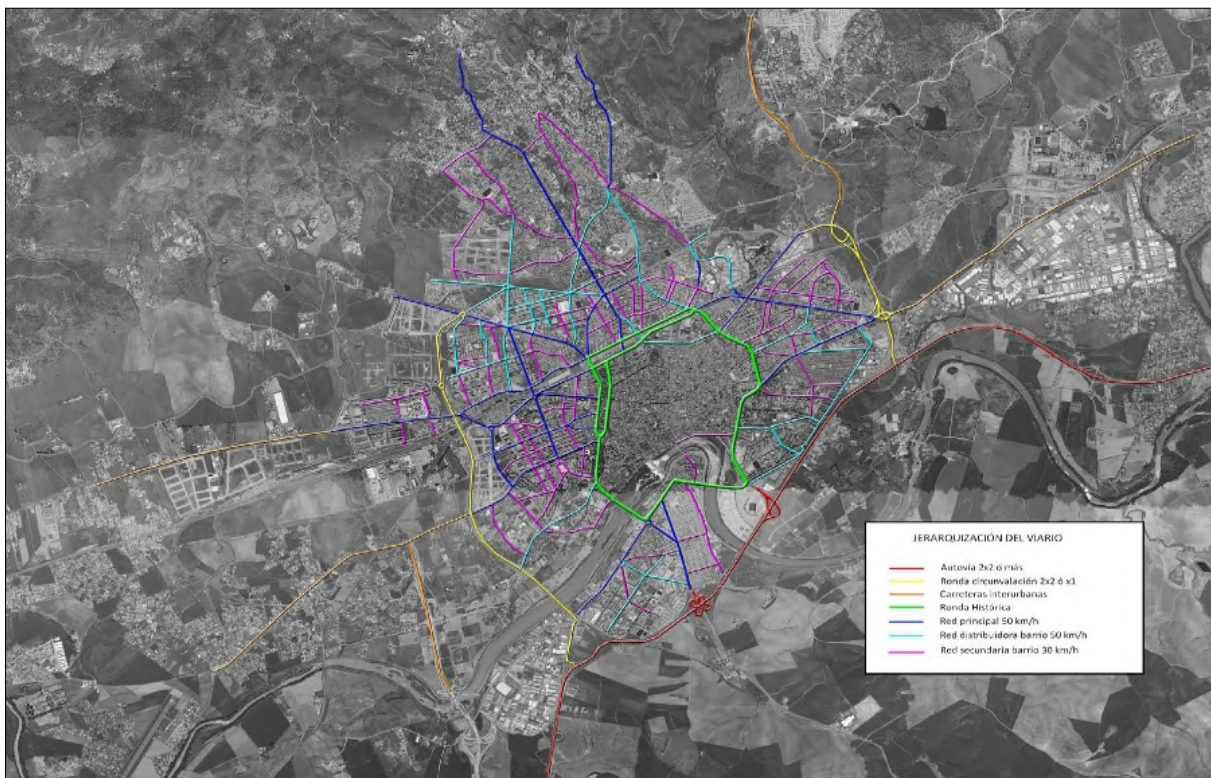 JERARQUIZACIÓN DEL VIARIO
Autovía 2x2 ó más
Ronda circunvalación 2x2 ó x1
Carreteras interurbanas
Ronda Histórica
Red principal 50 km/h
Red distribuidora barrio 50 km/h
Red secundaria barrio 30 km/h